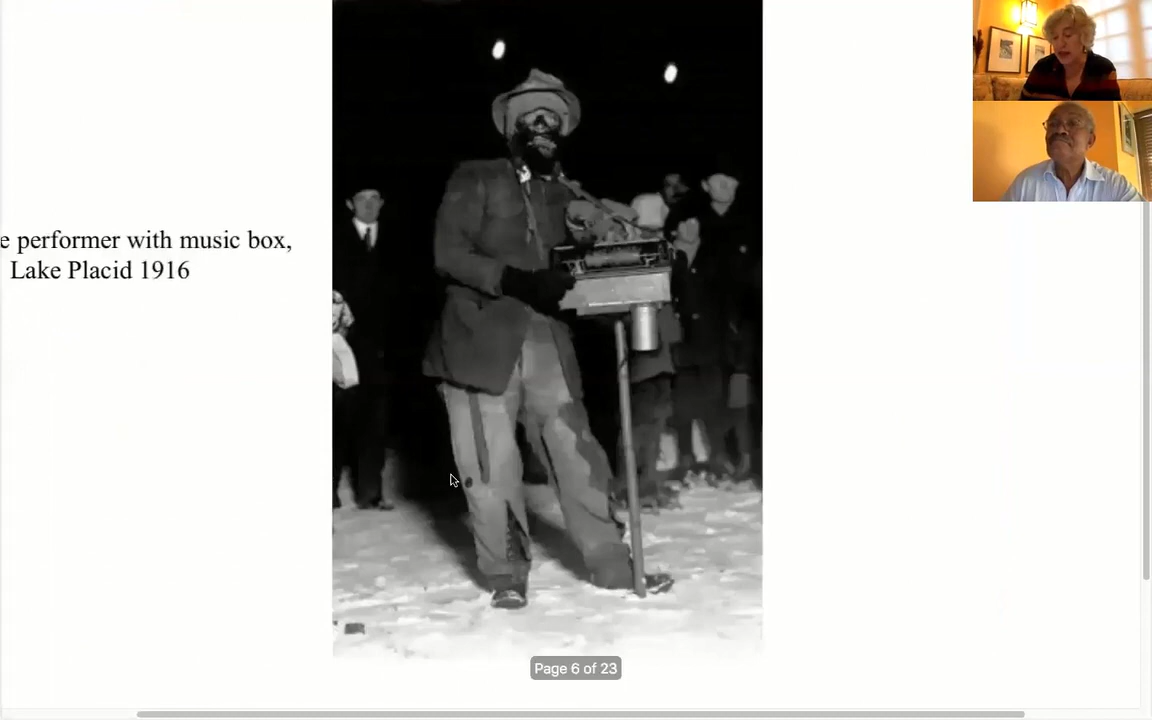 e performer with music box,
Lake Placid 1916
Page 6 of 23